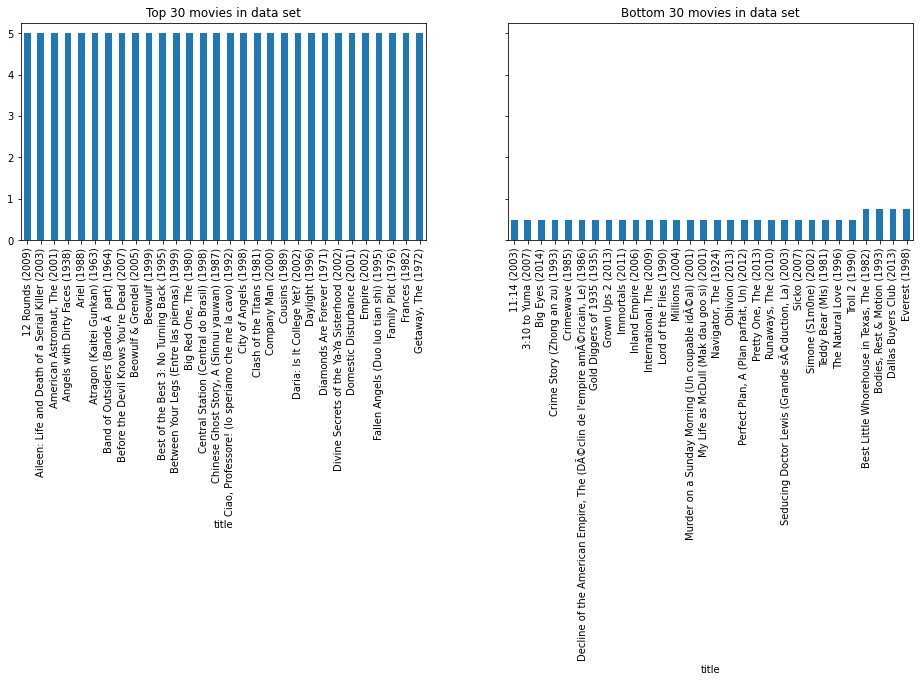 Top 30 movies in data set
5
4
3
2
1
0
12 Rounds (2009)
Aileen: Life and Death of a Serial Killer (2003)
American Astronaut, The (2001)
Angels with Dirty Faces (1938)
Ariel (1988)
Atragon (Kaitei Gunkan) (1963)
Band of Outsiders (Bande Ã  part) (1964)
Before the Devil Knows You're Dead (2007)
Beowulf & Grendel (2005)
Beowulf (1999)
Best of the Best 3: No Turning Back (1995)
Between Your Legs (Entre las piernas) (1999)
Big Red One, The (1980)
Central Station (Central do Brasil) (1998)
Chinese Ghost Story, A (Sinnui yauwan) (1987)
Ciao, Professore! (Io speriamo che me la cavo) (1992)
City of Angels (1998)
Clash of the Titans (1981)
Company Man (2000)
Cousins (1989)
Daria: Is It College Yet? (2002)
Daylight (1996)
Diamonds Are Forever (1971)
Divine Secrets of the Ya-Ya Sisterhood (2002)
Domestic Disturbance (2001)
Empire (2002)
Fallen Angels (Duo luo tian shi) (1995)
Family Plot (1976)
Frances (1982)
Getaway, The (1972)
title
Bottom 30 movies in data set
11:14 (2003)
3:10 to Yuma (2007)
Big Eyes (2014)
Crime Story (Zhong an zu) (1993)
Crimewave (1985)
Decline of the American Empire, The (DÃ©clin de l'empire amÃ©ricain, Le) (1986)
Gold Diggers of 1935 (1935)
Grown Ups 2 (2013)
Immortals (2011)
Inland Empire (2006)
International, The (2009)
Lord of the Flies (1990)
Millions (2004)
Murder on a Sunday Morning (Un coupable idÃ©al) (2001)
My Life as McDull (Mak dau goo si) (2001)
Navigator, The (1924)
Oblivion (2013)
Perfect Plan, A (Plan parfait, Un) (2012)
Pretty One, The (2013)
Runaways, The (2010)
Seducing Doctor Lewis (Grande sÃ©duction, La) (2003)
Sicko (2007)
Simone (S1m0ne) (2002)
Teddy Bear (Mis) (1981)
The Natural Love (1996)
Troll 2 (1990)
Best Little Whorehouse in Texas, The (1982)
Bodies, Rest & Motion (1993)
Dallas Buyers Club (2013)
Everest (1998)
title